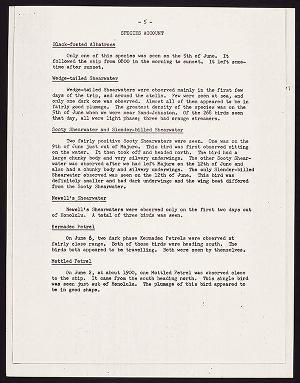 - 5 -
SPECIES ACCOUNT
Black-footed Albatross
Only one of this species was seen on the 5th of June. It
followed the ship from 0800 in the morning to sunset. It left some-
time after sunset.
Wedge-tailed Shearwater
Wedge-tailed Shearwaters were observed mainly in the first few
days of the trip, and around the atolls. Few were seen at sea, and
only one dark one was observed. Almost all of them appeared to be in
fairly good plumage. The greatest density of the species was on the
5th of June when we were near Sand-Johnston. Of the 266 birds seen
that day, all were light phase; three had orange streamers.
Sooty Shearwater and Slender-billed Shearwater
Two fairly positive Sooty Shearwaters were seen. One was on the
9th of June just out of Majuro. This bird was first observed sitting
on the water. It then took off and headed north. The bird had a
large chunky body and very silvery underwings. The other Sooty Shear-
water was observed after we had left Majuro on the 12th of June and
also had a chunky body and silvery underwings. The only Slender-billed
Shearwater observed was seen on the 12th of June. This bird was
definitely smaller and had dark underwings and the wing beat differed
from the Sooty Shearwater.
Newell's Shearwater
Newell's Shearwaters were observed only on the first two days out
of Honolulu. A total of three birds was seen.
Kermadec Petrel
On June 6, two dark phase Kermadec Petrels were observed at
fairly close range. Both of these birds were heading south. The
birds both appeared to be travelling. Both were seen by themselves.
Mottled Petrel
On June 2, at about 1900, one Mottled Petrel was observed close
to the ship. It came from the south heading north. This single bird
was seen just out of Honolulu. The plumage of this bird appeared to
be in good shape.